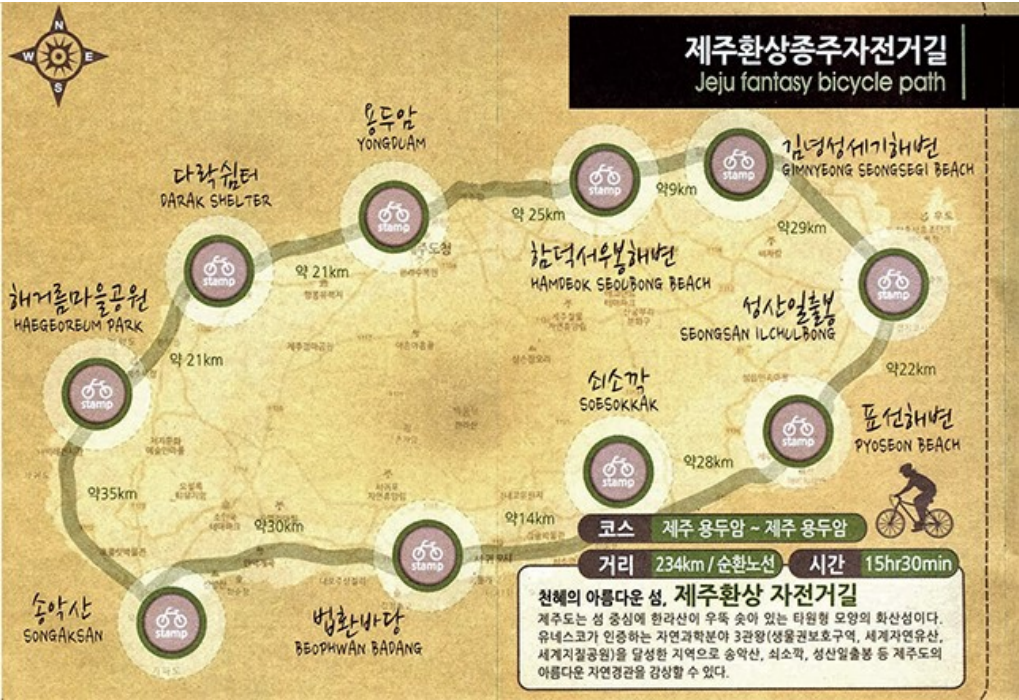 N
W E
S
제주환상종주자전거길
Jeju fantasy bicycle path
용두암
YONGDUAM
다락쉼터
DARAK SHELTER
해거름마을공원
HAEGEOREUM PARK
김녕성세기해변
GIMNYEONG SEONGSEGI BEACH
함덕서우봉해변
HAMDEOK SEOUBONG BEACH
성산일출봉
SEONGSAN ILCHULBONG
쇠소깍
SOESOKKAK
표선해변
PYOSEON BEACH
송악산
SONGAKSAN
법환바당
BEOPHWAN BADANG
stamp
stamp
stamp
stamp
stamp
stamp
stamp
stamp
stamp
stamp
약 21km
약 25km
약9km
약29km
약22km
약28km
약14km
약30km
약35km
약 21km
우도
코스 제주 용두암 ~ 제주 용두암
거리 234km / 순환노선 시간 15hr30min
천혜의 아름다운 섬, 제주환상 자전거길
제주도는 섬 중심에 한라산이 우뚝 솟아 있는 타원형 모양의 화산섬이다.
유네스코가 인증하는 자연과학분야 3관왕(생물권보호구역, 세계자연유산,
세계지질공원)을 달성한 지역으로 송악산, 쇠소깍, 성산일출봉 등 제주도의
아름다운 자연경관을 감상할 수 있다.